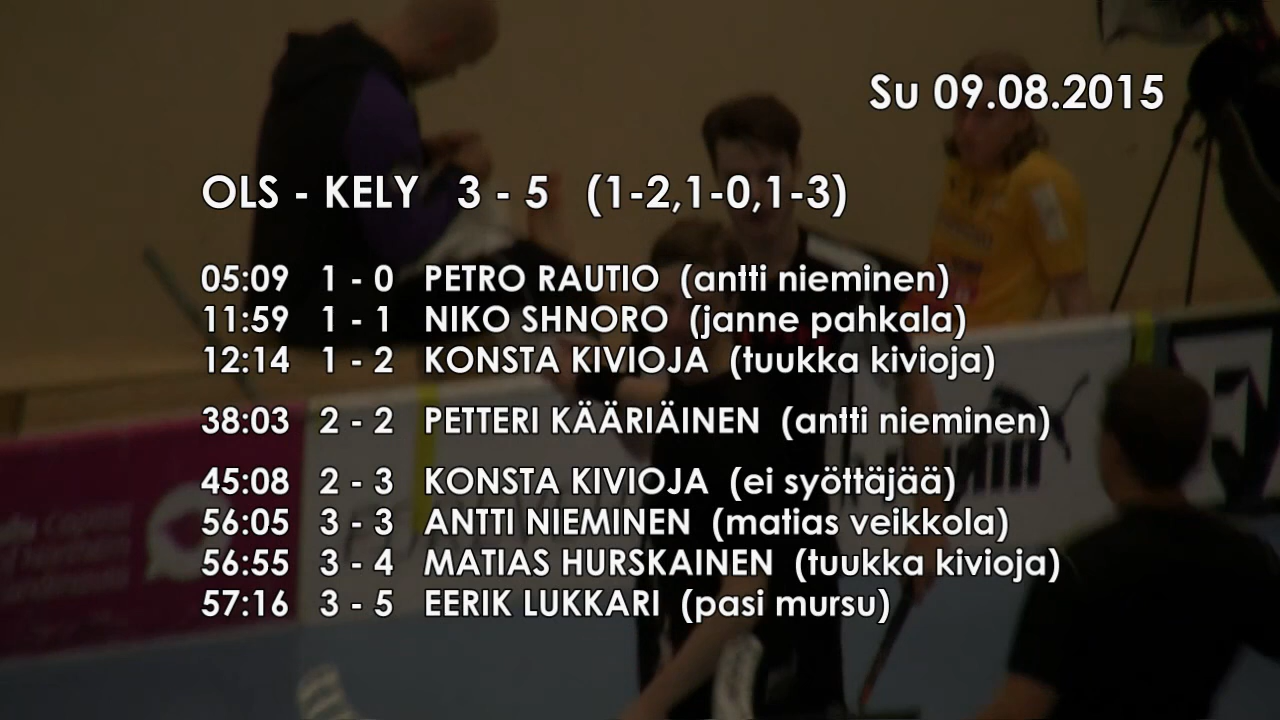 Su 09.08.2015
OLS - KELY 3 - 5 (1-2,1-0,1-3)
05:09 1 - 0 PETRO RAUTIO (antti nieminen)
11:59 1 - 1 NIKO SHNORO (janne pahkala)
12:14 1 - 2 KONSTA KIVIOJA (tuukka kivioja)
38:03 2 - 2 PETTERI KÄÄRIÄINEN (antti nieminen)
45:08 2 - 3 KONSTA KIVIOJA (ei syöttäjää)
56:05 3 - 3 ANTTI NIEMINEN (matias veikkola)
56:55 3 - 4 MATIAS HURSKAINEN (tuukka kivioja)
57:16 3 - 5 EERIK LUKKARI (pasi mursu)